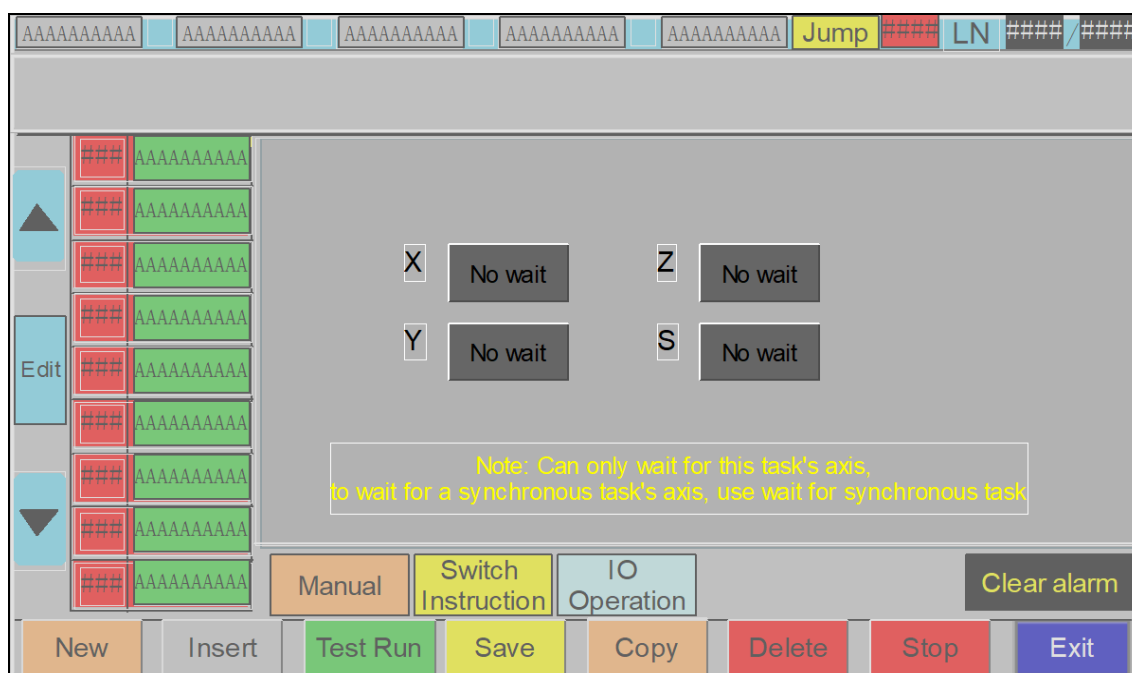 AAAAAAAAAA AAAAAAAAAA AAAAAAAAAA AAAAAAAAAA AAAAAAAAAA Jump #### LN ####/####
### AAAAAAAAAA
### AAAAAAAAAA
### AAAAAAAAAA
### AAAAAAAAAA
### AAAAAAAAAA
### AAAAAAAAAA
### AAAAAAAAAA
### AAAAAAAAAA
### AAAAAAAAAA
Edit
X No wait Z No wait
Y No wait S No wait
Note: Can only wait for this task's axis,
to wait for a synchronous task's axis, use wait for synchronous task
Manual
Switch
Instruction
IO
Operation
Clear alarm
New Insert Test Run Save Copy Delete Stop Exit